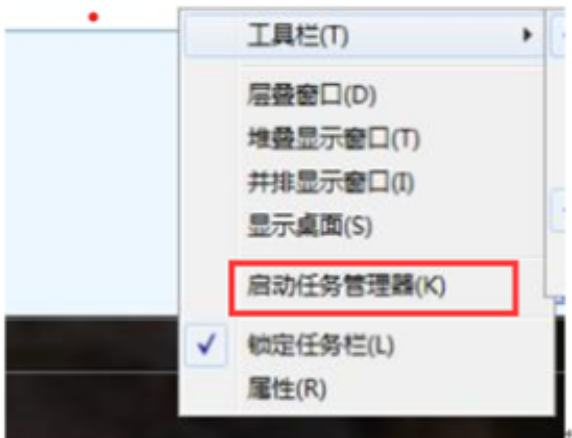 工具栏(T)
层叠窗口(D)
堆叠显示窗口(T)
并排显示窗口(I)
显示桌面(S)
启动任务管理器(K)
锁定任务栏(L)
属性(R)